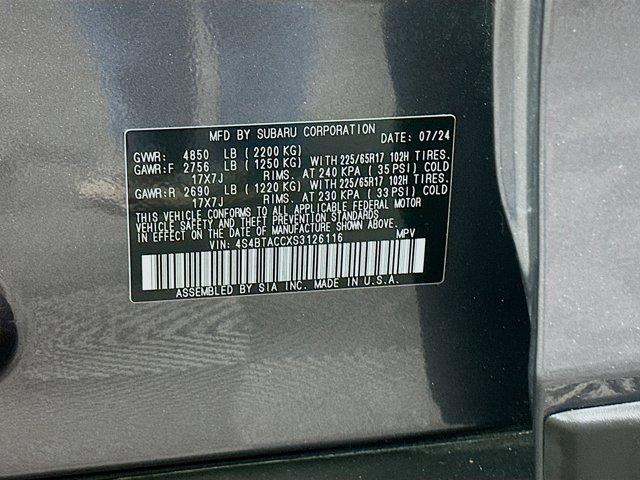 MFD BY SUBARU CORPORATION DATE: 07/24
GVWR: 4850 LB (2200 KG)
GAWR:F 2756 LB (1250 KG) WITH 225/65R17 102H TIRES.
17X7J RIMS. AT 240 KPA (35 PSI) COLD
GAWR:R 2690 LB (1220 KG) WITH 225/65R17 102H TIRES.
17X7J RIMS. AT 230 KPA (33 PSI) COLD
THIS VEHICLE CONFORMS TO ALL APPLICABLE FEDERAL MOTOR
VEHICLE SAFETY AND THEFT PREVENTION STANDARDS
IN EFFECT ON THE DATE OF MANUFACTURE SHOWN ABOVE.
VIN: 4S4BTACCXS3126116 MPV
ASSEMBLED BY SIA INC. MADE IN U.S.A.